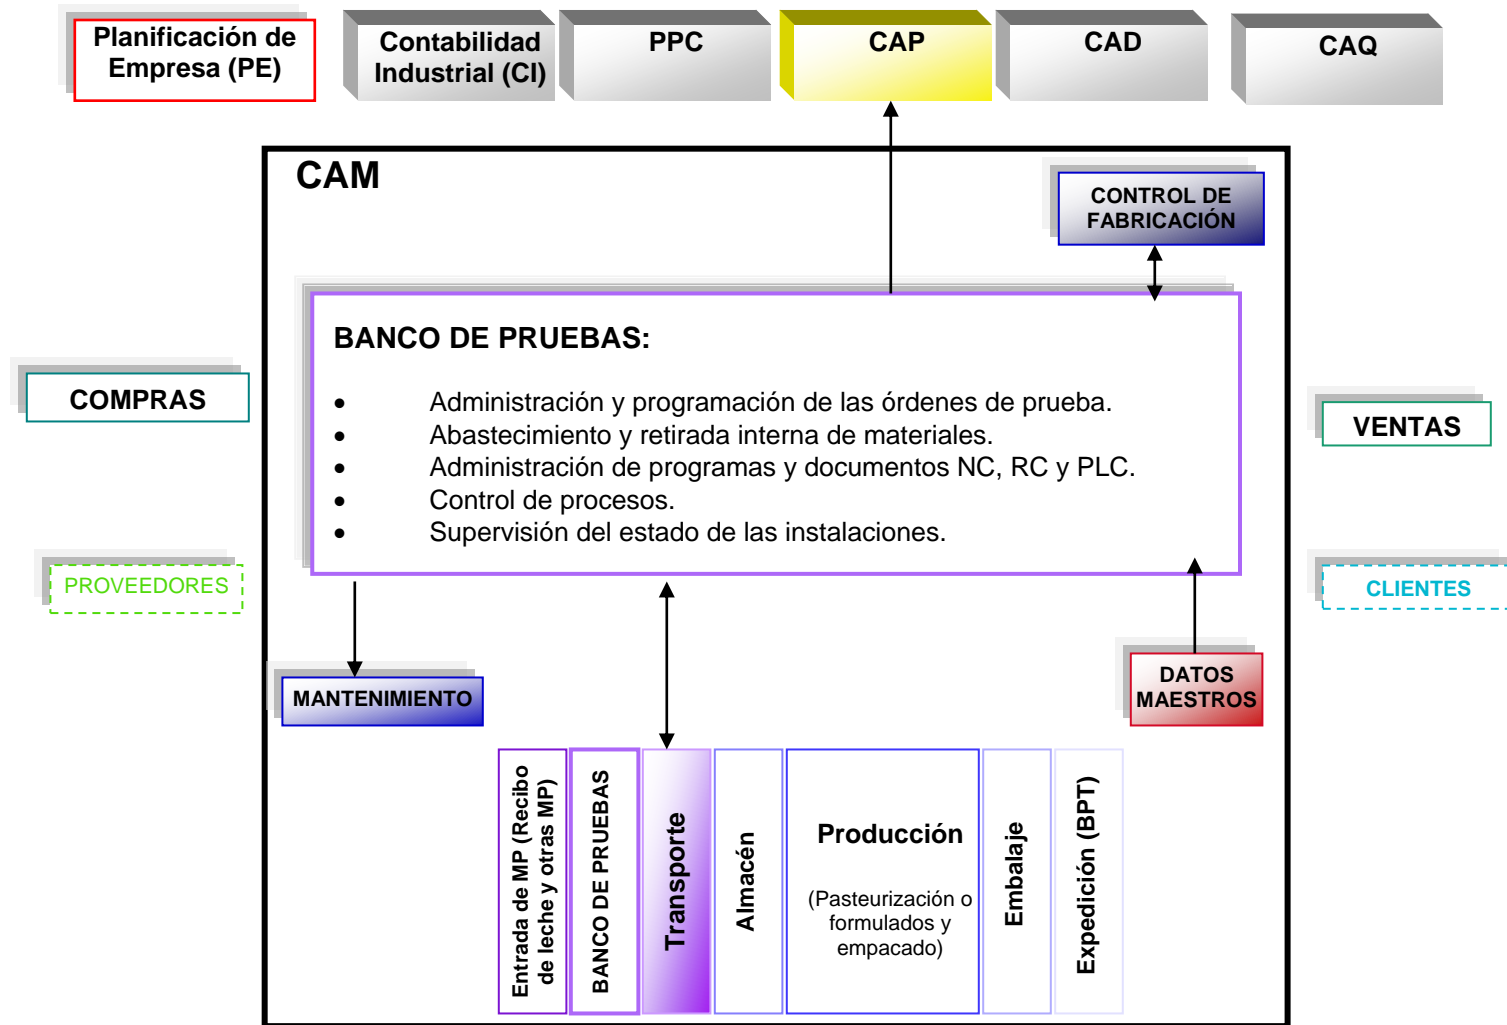 Planificación de
Empresa (PE)
Contabilidad
Industrial (CI)
PPC
CAP
CAD
CAQ
CAM
CONTROL DE
FABRICACIÓN
BANCO DE PRUEBAS:
• Administración y programación de las órdenes de prueba.
• Abastecimiento y retirada interna de materiales.
• Administración de programas y documentos NC, RC y PLC.
• Control de procesos.
• Supervisión del estado de las instalaciones.
COMPRAS
VENTAS
PROVEEDORES
CLIENTES
MANTENIMIENTO
DATOS
MAESTROS
Entrada de MP (Recibo
de leche y otras MP)
BANCO DE PRUEBAS
Transporte
Almacén
Producción
(Pasteurización o
formulados y
empacado)
Embalaje
Expedición (BPT)